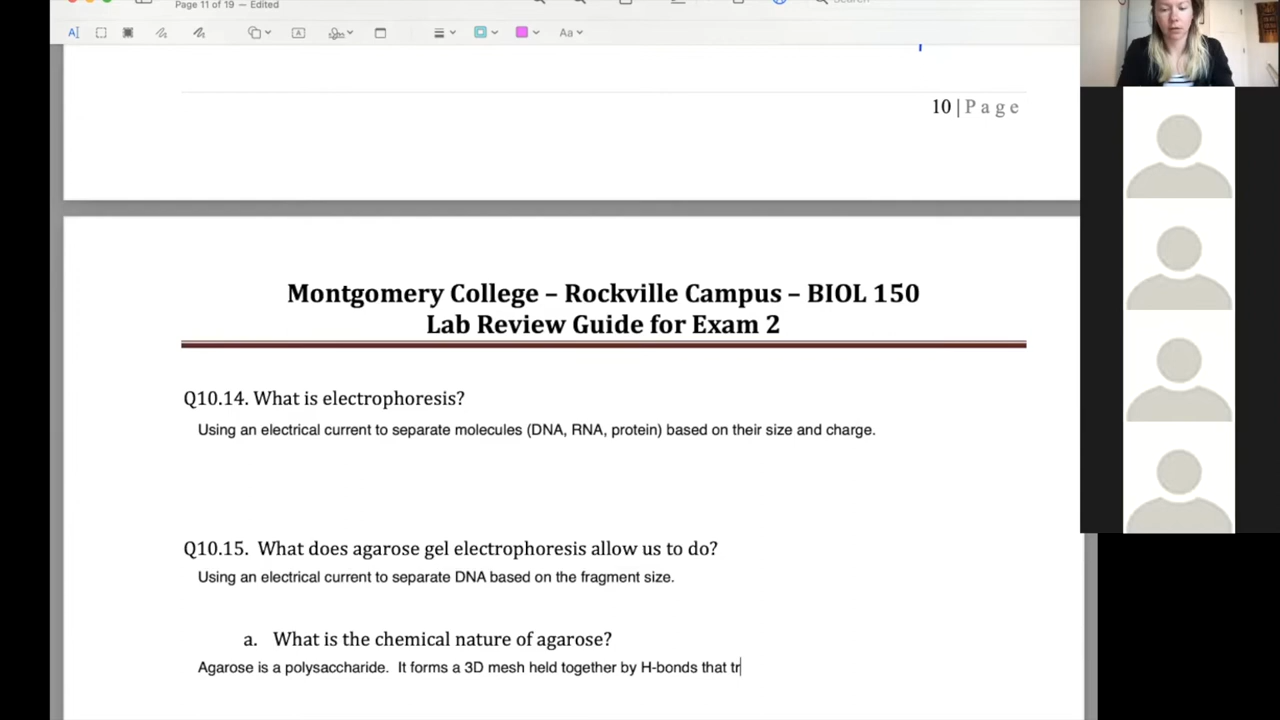 Page 11 of 19 — Edited
Search
A
A
Aa
10 | P a g e
Montgomery College – Rockville Campus – BIOL 150
Lab Review Guide for Exam 2
Q10.14. What is electrophoresis?
Using an electrical current to separate molecules (DNA, RNA, protein) based on their size and charge.
Q10.15. What does agarose gel electrophoresis allow us to do?
Using an electrical current to separate DNA based on the fragment size.
a. What is the chemical nature of agarose?
Agarose is a polysaccharide. It forms a 3D mesh held together by H-bonds that tr